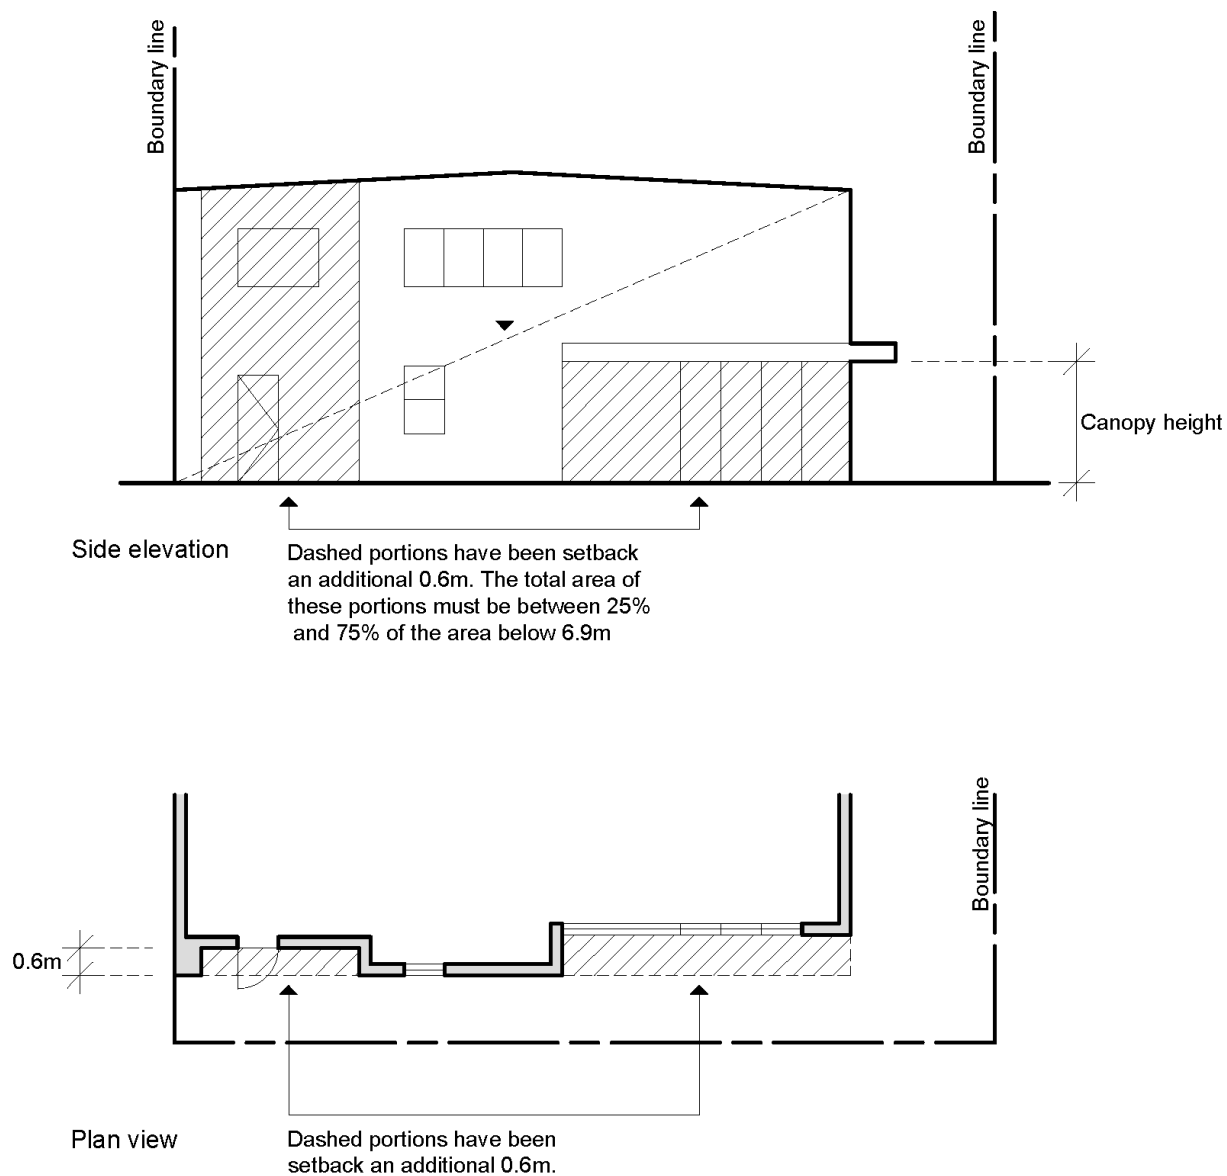 Boundary line
Boundary line
Canopy height
Side elevation
Dashed portions have been setback
an additional 0.6m. The total area of
these portions must be between 25%
and 75% of the area below 6.9m
Boundary line
0.6m
Plan view
Dashed portions have been
setback an additional 0.6m.